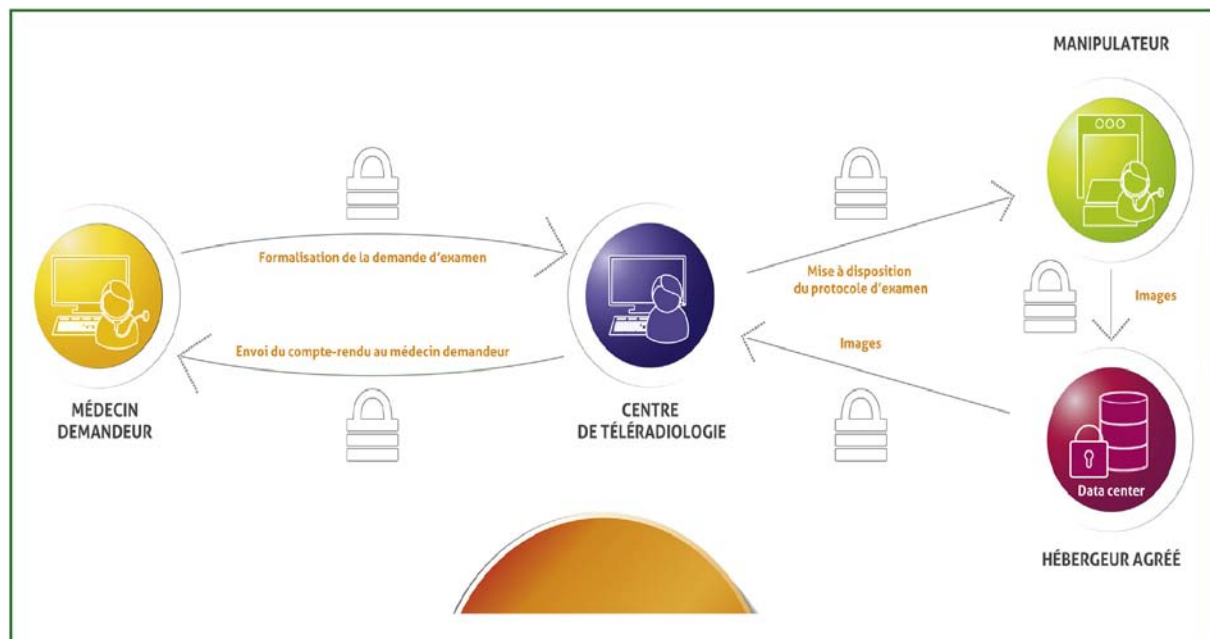 MANIPULATEUR
Formalisation de la demande d'examen
Mise à disposition
du protocole d'examen
Images
Envoi du compte-rendu au médecin demandeur
Images
MÉDECIN
DEMANDEUR
CENTRE
DE TÉLÉRADIOLOGIE
Data center
HÉBERGEUR AGRÉÉ